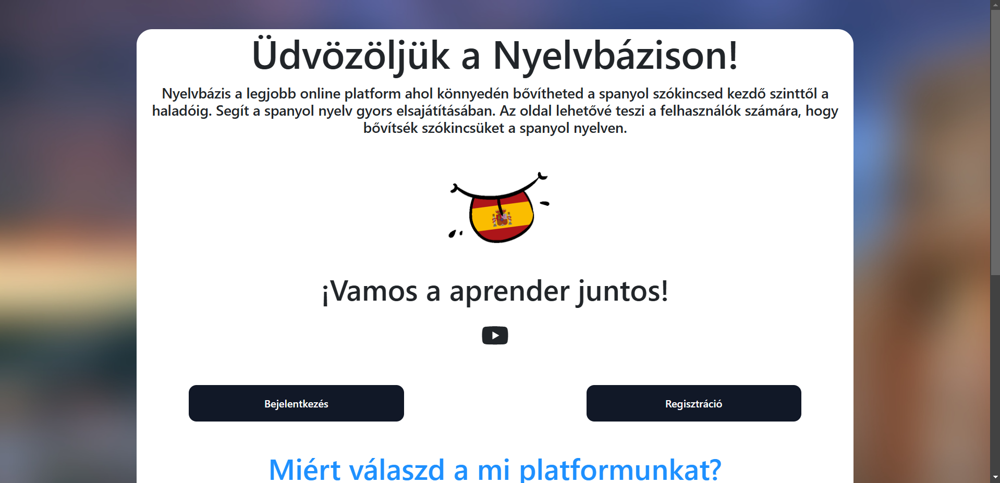 Üdvözöljük a Nyelvbázison!
Nyelvbázis a legjobb online platform ahol könnyedén bővítheted a spanyol szókincsed kezdő szinttől a
haladóig. Segít a spanyol nyelv gyors elsajátításában. Az oldal lehetővé teszi a felhasználók számára, hogy
bővítsék szókincsüket a spanyol nyelven.
¡Vamos a aprender juntos!
Bejelentkezés
Regisztráció
Miért válaszd a mi platformunkat?